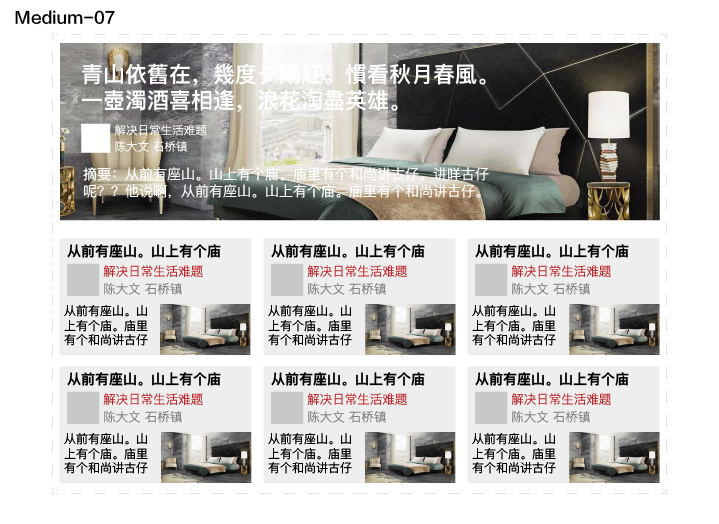 Medium-07
青山依舊在，幾度夕陽紅。慣看秋月春風。
一壺濁酒喜相逢，浪花淘盡英雄。
解决日常生活难题
陈大文 石桥镇
摘要：从前有座山。山上有个庙。庙里有个和尚讲古仔。讲咩古仔
呢？？他说啊，从前有座山。山上有个庙。庙里有个和尚讲古仔。
从前有座山。山上有个庙
解决日常生活难题
陈大文 石桥镇
从前有座山。山
上有个庙。庙里
有个和尚讲古仔
从前有座山。山上有个庙
解决日常生活难题
陈大文 石桥镇
从前有座山。山
上有个庙。庙里
有个和尚讲古仔
从前有座山。山上有个庙
解决日常生活难题
陈大文 石桥镇
从前有座山。山
上有个庙。庙里
有个和尚讲古仔
从前有座山。山上有个庙
解决日常生活难题
陈大文 石桥镇
从前有座山。山
上有个庙。庙里
有个和尚讲古仔
从前有座山。山上有个庙
解决日常生活难题
陈大文 石桥镇
从前有座山。山
上有个庙。庙里
有个和尚讲古仔
从前有座山。山上有个庙
解决日常生活难题
陈大文 石桥镇
从前有座山。山
上有个庙。庙里
有个和尚讲古仔